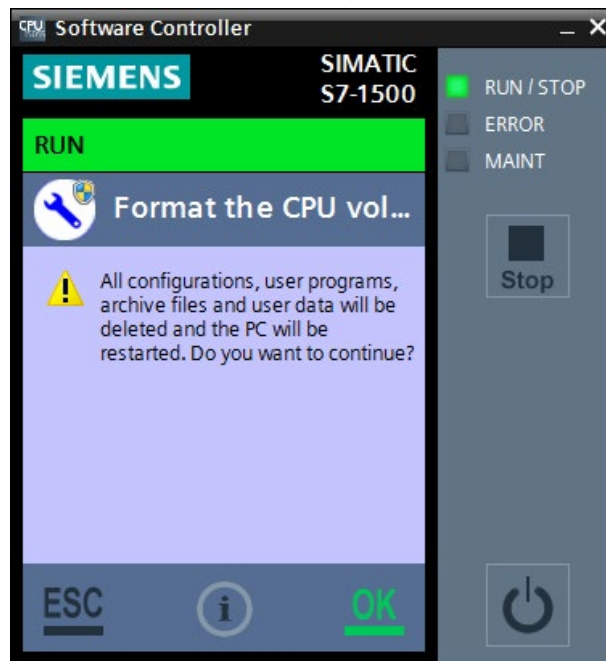 CPU Software Controller
SIEMENS
SIMATIC
S7-1500
RUN
Format the CPU vol...
All configurations, user programs,
archive files and user data will be
deleted and the PC will be
restarted. Do you want to continue?
ESC
i
OK
RUN / STOP
ERROR
MAINT
Stop